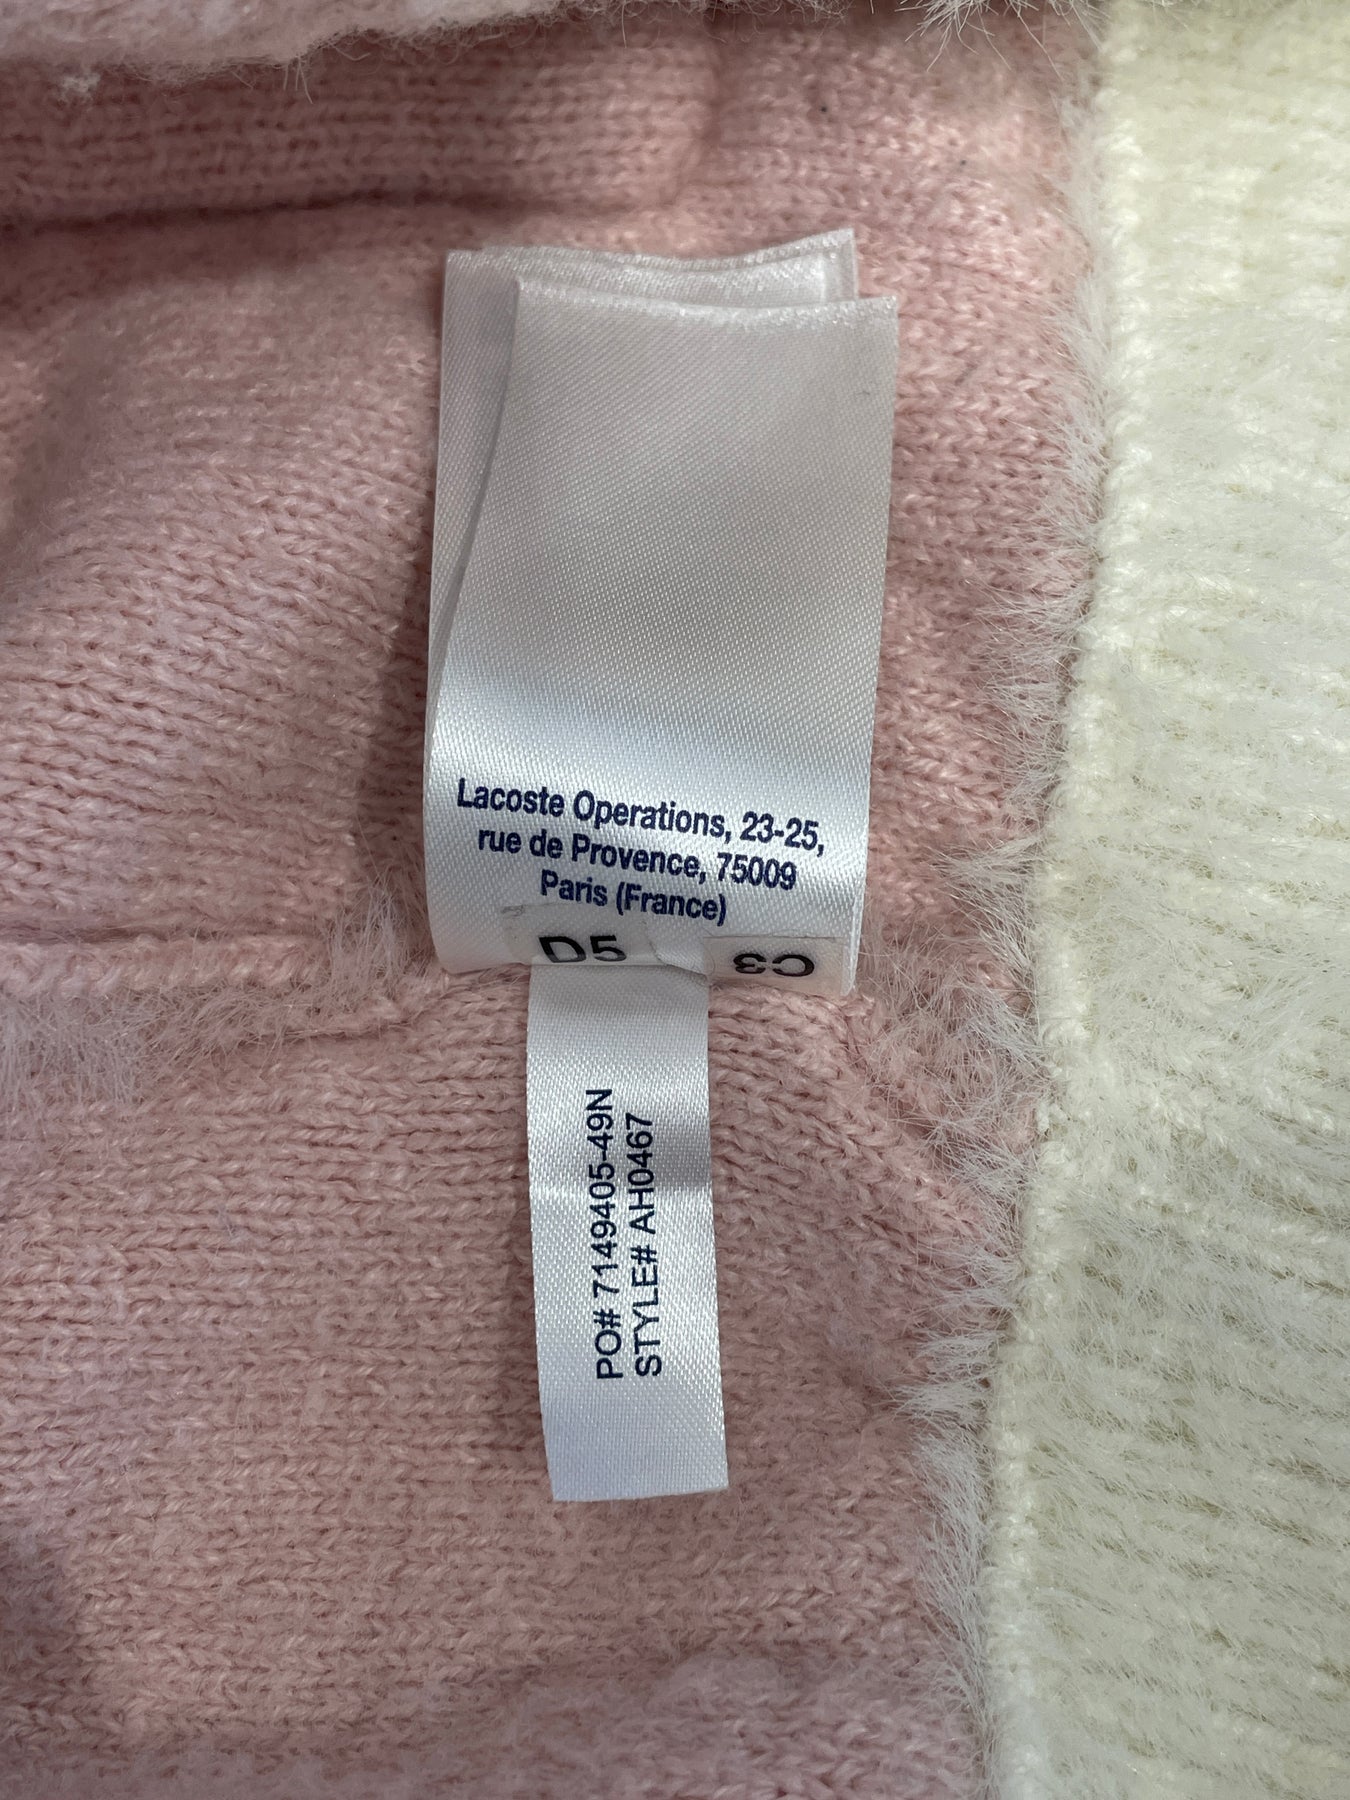 Lacoste Operations, 23-25,
rue de Provence, 75009
Paris (France)
D5
C3
PO# 7149405-49N
STYLE# AH0467